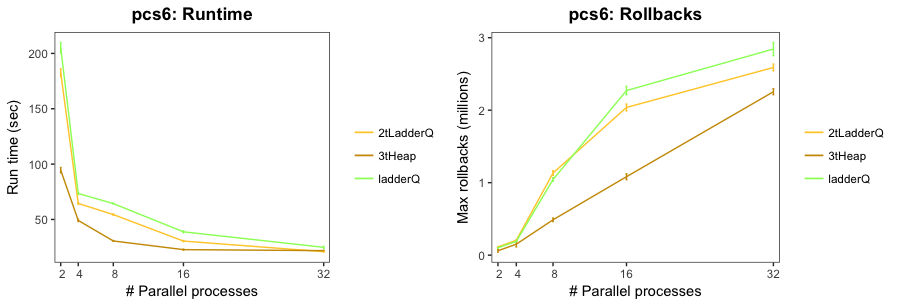 pcs6: Runtime
Run time (sec)
200
150
100
50
2 4 8 16 32
# Parallel processes
2tLadderQ
3tHeap
ladderQ
pcs6: Rollbacks
Max rollbacks (millions)
3
2
1
0
2 4 8 16 32
# Parallel processes
2tLadderQ
3tHeap
ladderQ